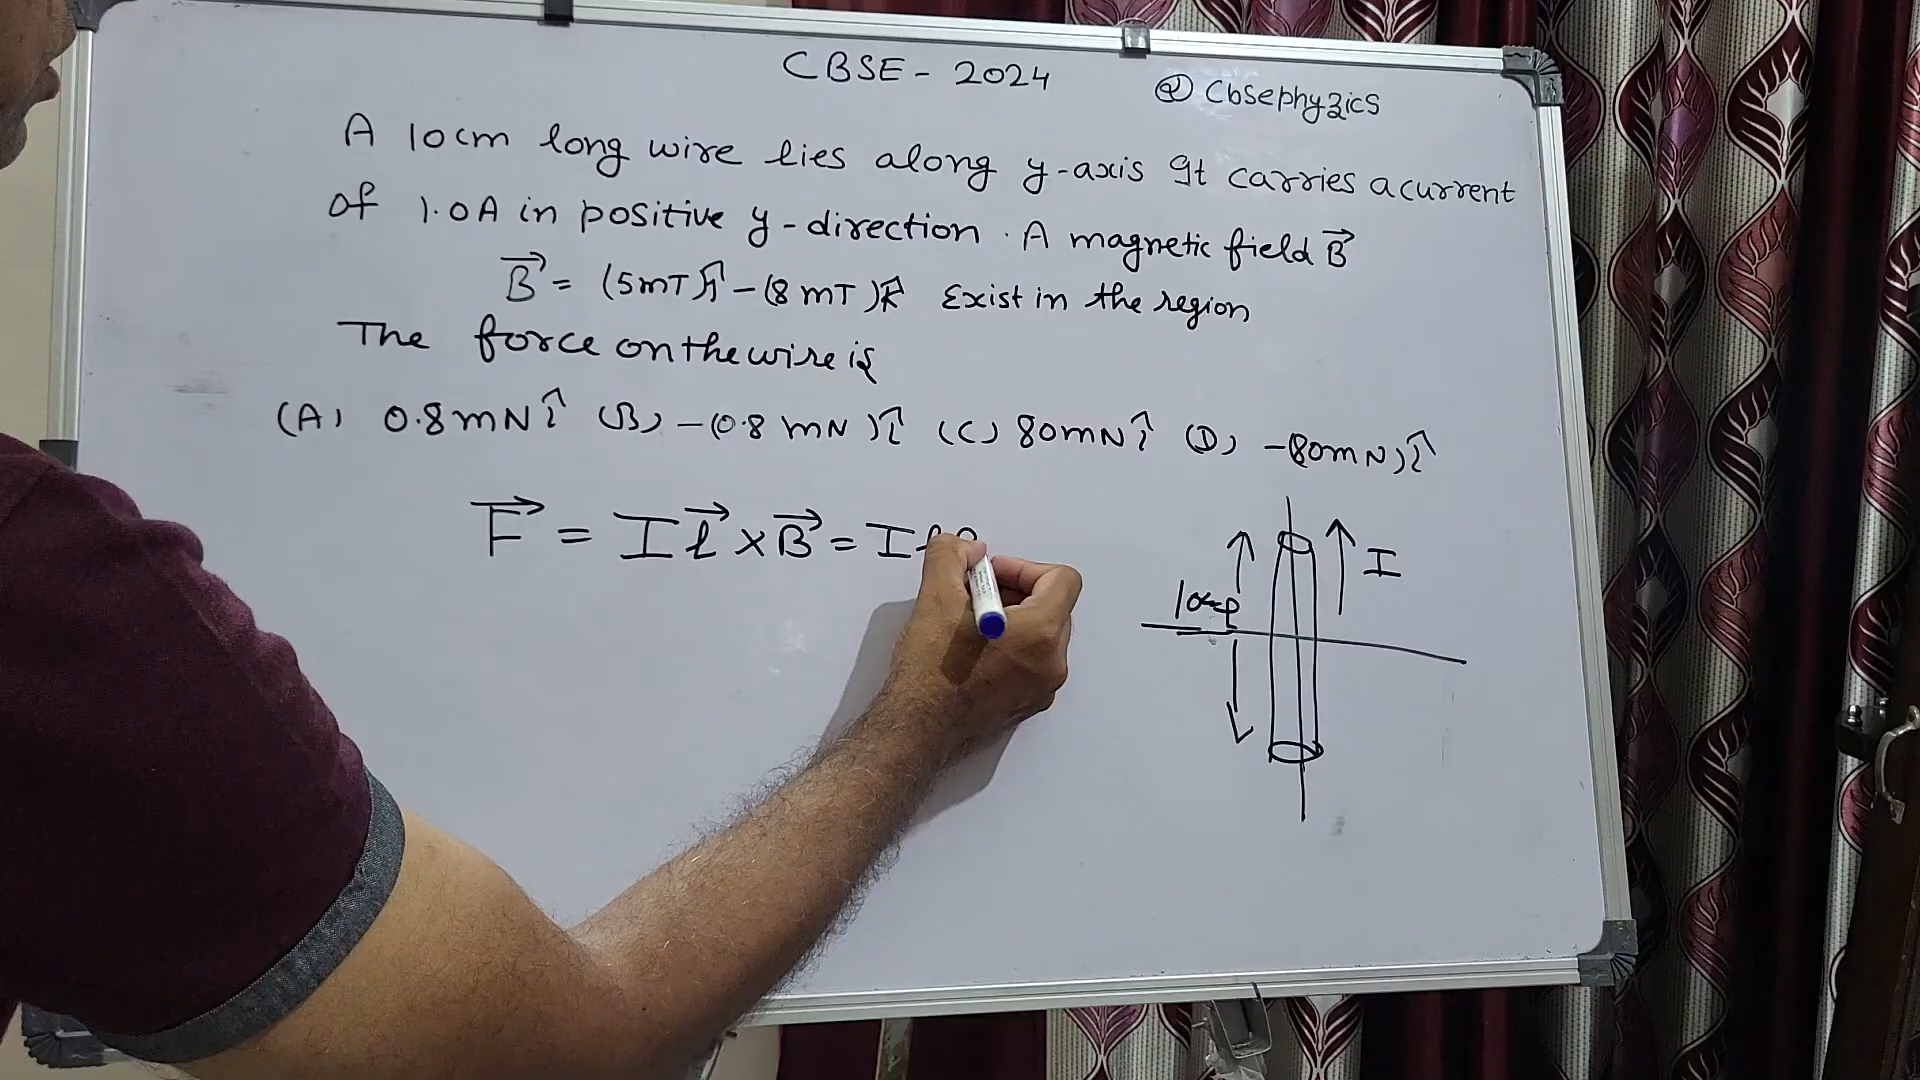 CBSE - 2024
@ Cbsephy3ics
A 10cm long wire lies along y-axis It carries a current
of 1.0A in positive y-direction. A magnetic field B⃗
B⃗ = (5mT)ĵ - (8 mT)k̂ Exist in the region
The force on the wire is
(A) 0.8mN î (B) -(0.8 mN)î (C) 80mN î (D) -80mN)î
F⃗ = I l⃗ × B⃗ = I l
I